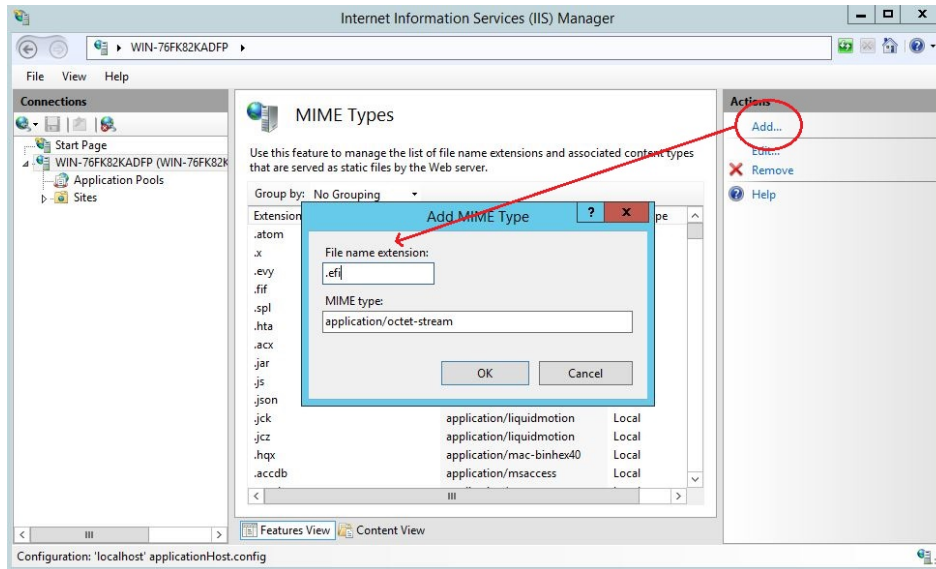 Internet Information Services (IIS) Manager
WIN-76FK82KADFP
File View Help
Connections
Start Page
WIN-76FK82KADFP (WIN-76FK82K
Application Pools
Sites
MIME Types
Use this feature to manage the list of file name extensions and associated content types
that are served as static files by the Web server.
Group by: No Grouping
Extension
pe
.atom
.x
.evy
.fif
.spl
.hta
.acx
.jar
.js
.json
.jck application/liquidmotion Local
.jcz application/liquidmotion Local
.hqx application/mac-binhex40 Local
.accdb application/msaccess Local
Add MIME Type
File name extension:
.efi
MIME type:
application/octet-stream
OK Cancel
Features View Content View
Actions
Add...
Edit...
Remove
Help
Configuration: 'localhost' applicationHost.config